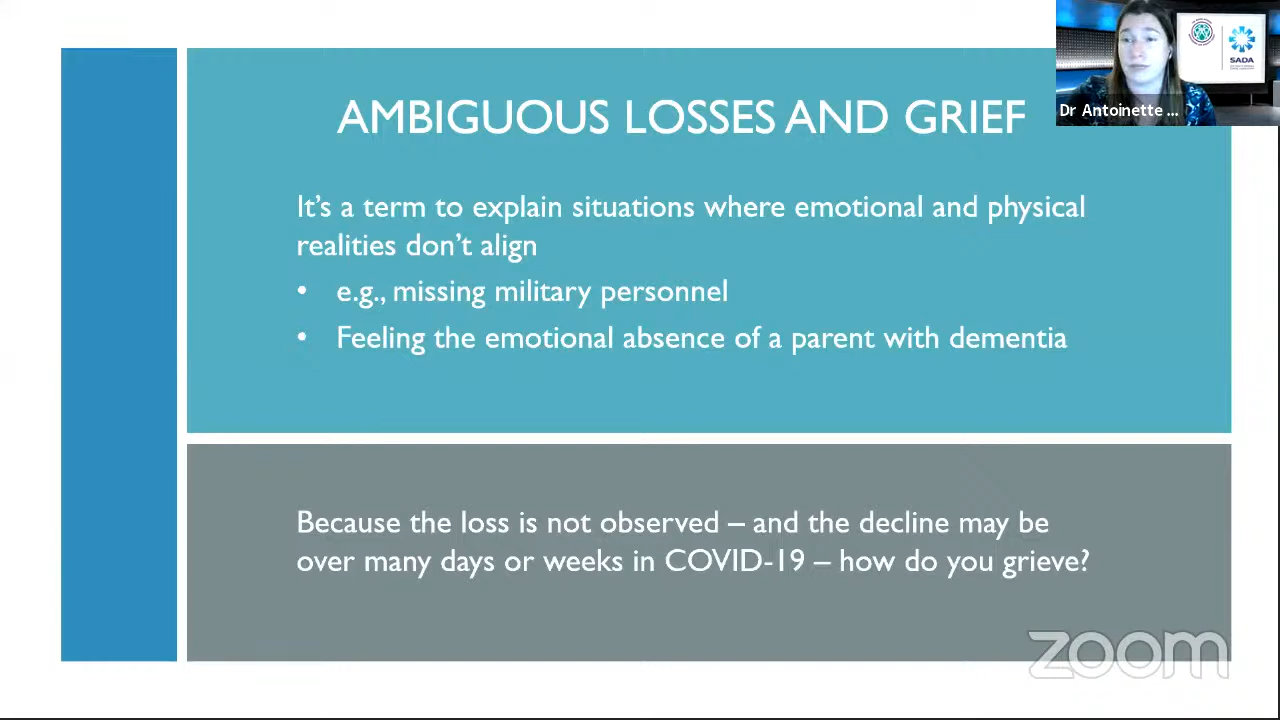 AMBIGUOUS LOSSES AND GRIEF
SADA
Dr Antoinette ...
It's a term to explain situations where emotional and physical
realities don't align
• e.g., missing military personnel
• Feeling the emotional absence of a parent with dementia
Because the loss is not observed – and the decline may be
over many days or weeks in COVID-19 – how do you grieve?
zoom